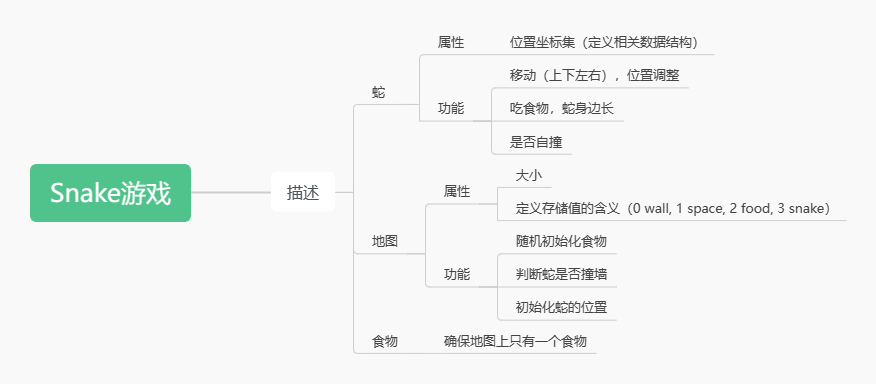 Snake游戏
描述
蛇
属性
位置坐标集（定义相关数据结构）
功能
移动（上下左右），位置调整
吃食物，蛇身边长
是否自撞
地图
属性
大小
定义存储值的含义（0 wall, 1 space, 2 food, 3 snake）
功能
随机初始化食物
判断蛇是否撞墙
初始化蛇的位置
食物
确保地图上只有一个食物